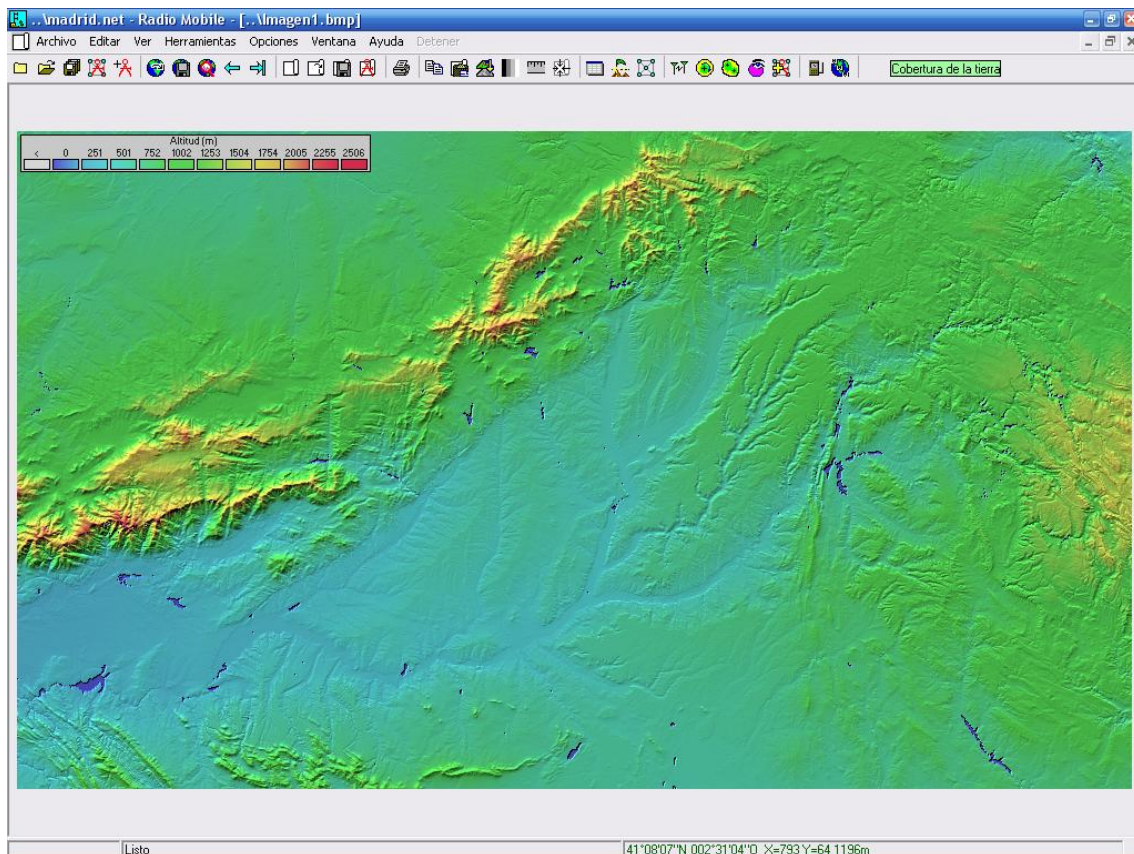 ..\madrid.net - Radio Mobile - [..\Imagen1.bmp]
Archivo Editar Ver Herramientas Opciones Ventana Ayuda Detener
Cobertura de la tierra
Altitud (m)
< 0 251 501 752 1002 1253 1504 1754 2005 2255 2506
Listo
41°08'07''N 002°31'04''O X=793 Y=64 1196m